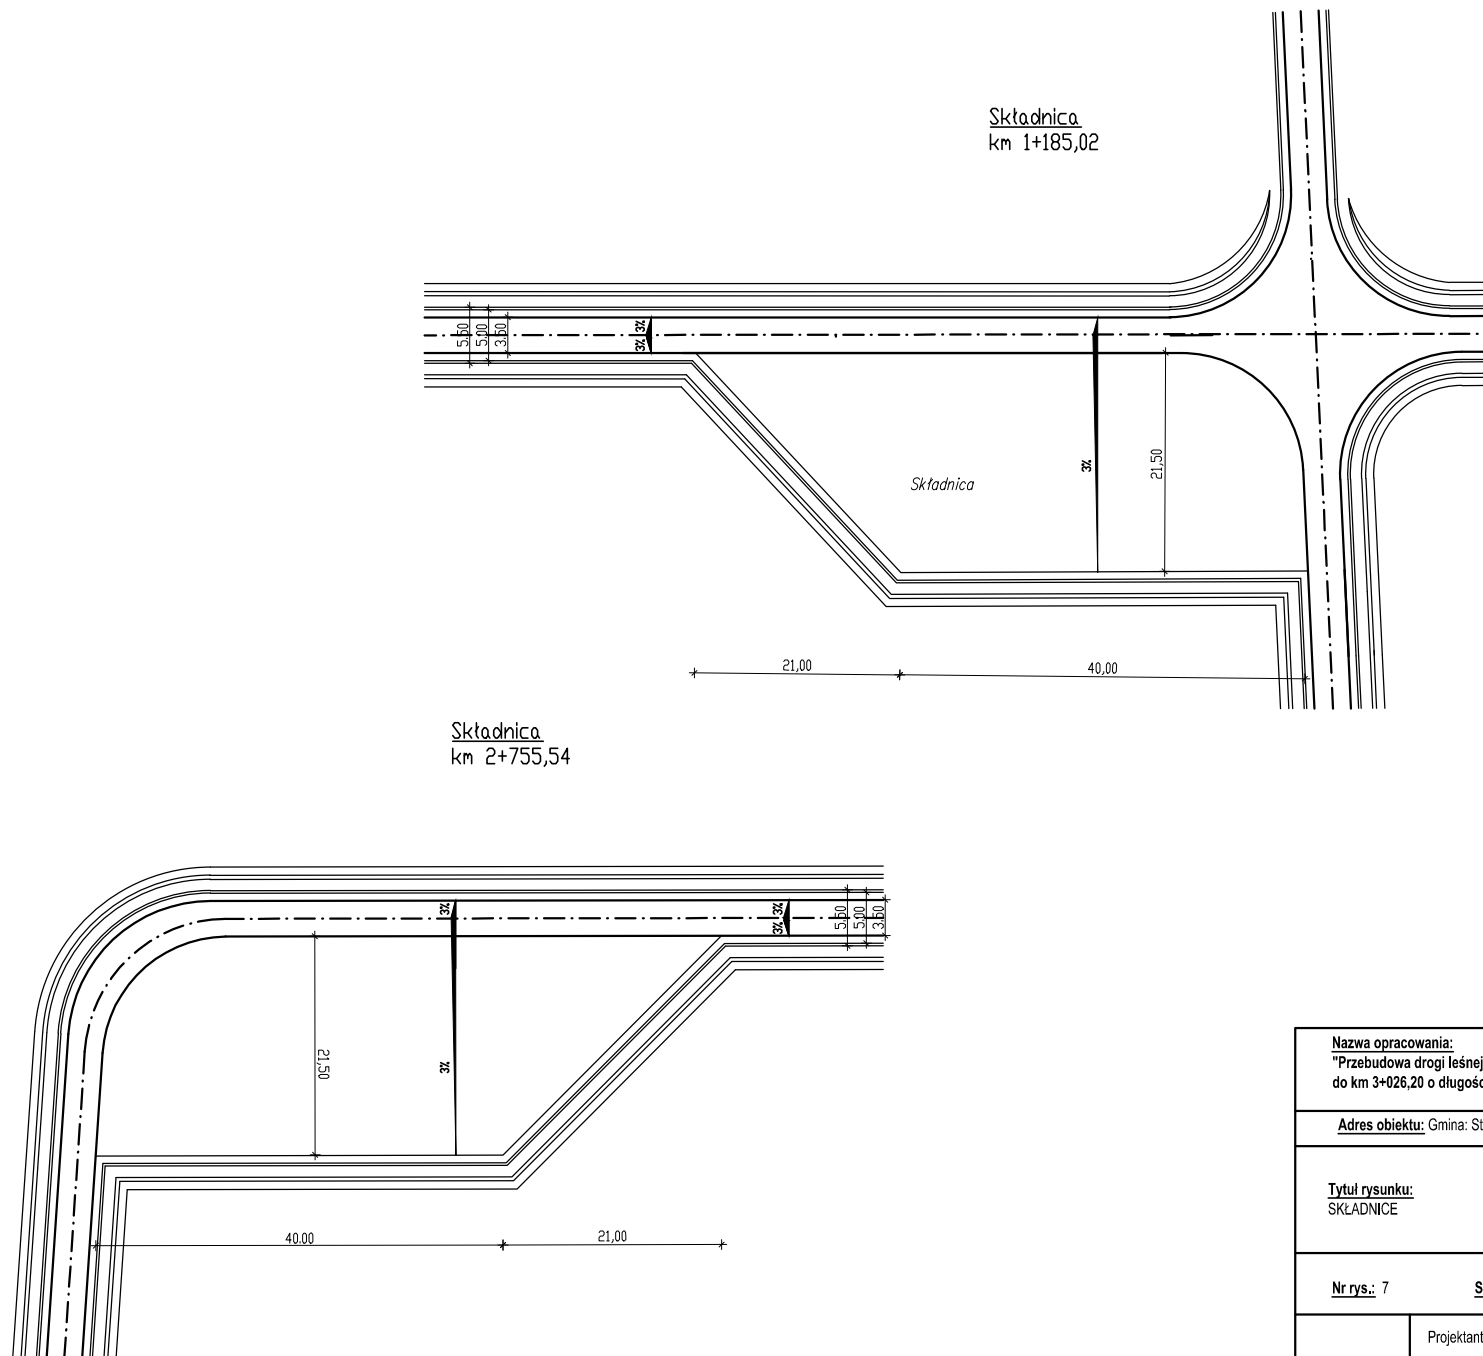 Składnica
km 1+185,02
5.50
5.00
3.50
3%
3%
3%
21,50
Składnica
21,00
40,00
Składnica
km 2+755,54
3%
3%
3%
5.50
5.00
3.50
21,50
3%
40.00
21,00
Nazwa opracowania:
"Przebudowa drogi leśnej
do km 3+026,20 o długoś
Adres obiektu: Gmina: St
Tytuł rysunku:
SKŁADNICE
Nr rys.: 7 S
Projektant